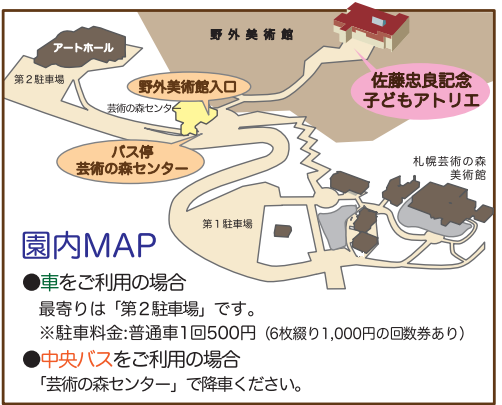 野外美術館
アートホール
第2駐車場
野外美術館入口
芸術の森センター
佐藤忠良記念
子どもアトリエ
バス停
芸術の森センター
札幌芸術の森
美術館
第1駐車場
園内MAP
●車をご利用の場合
最寄りは「第2駐車場」です。
※駐車料金:普通車1回500円（6枚綴り1,000円の回数券あり）
●中央バスをご利用の場合
「芸術の森センター」で降車ください。